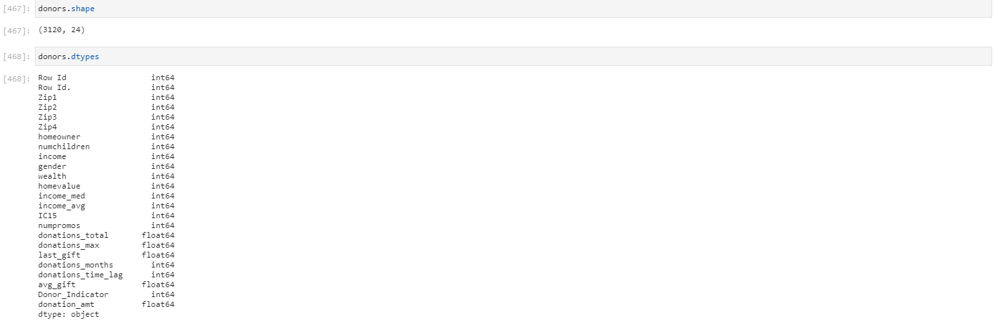 [467]: donors.shape
[467]: (3120, 24)
[468]: donors.dtypes
[468]: Row Id int64
Row Id. int64
Zip1 int64
Zip2 int64
Zip3 int64
Zip4 int64
homeowner int64
numchildren int64
income int64
gender int64
wealth int64
homevalue int64
income_med int64
income_avg int64
IC15 int64
numpromos int64
donations_total float64
donations_max float64
last_gift float64
donations_months int64
donations_time_lag int64
avg_gift float64
Donor_Indicator int64
donation_amt float64
dtype: object